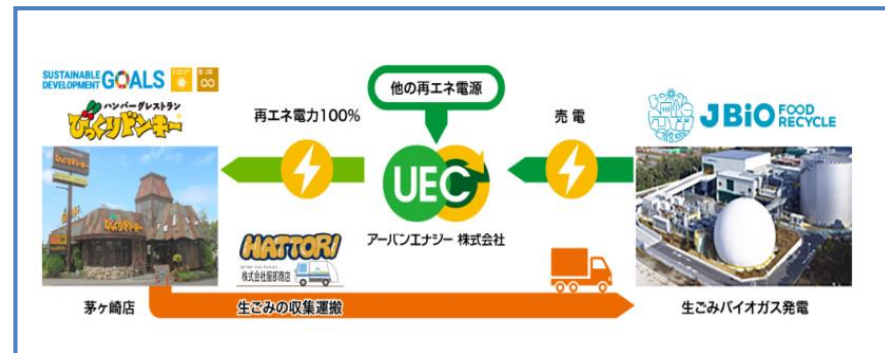 SUSTAINABLE DEVELOPMENT GOALS
ハンバーグレストラン
びっくりドンキー
再エネ電力100%
他の再エネ電源
売電
JBiO FOOD RECYCLE
UEC
アーバンエナジー 株式会社
HATTORI
株式会社服部商店
茅ヶ崎店
生ごみの収集運搬
生ごみバイオガス発電